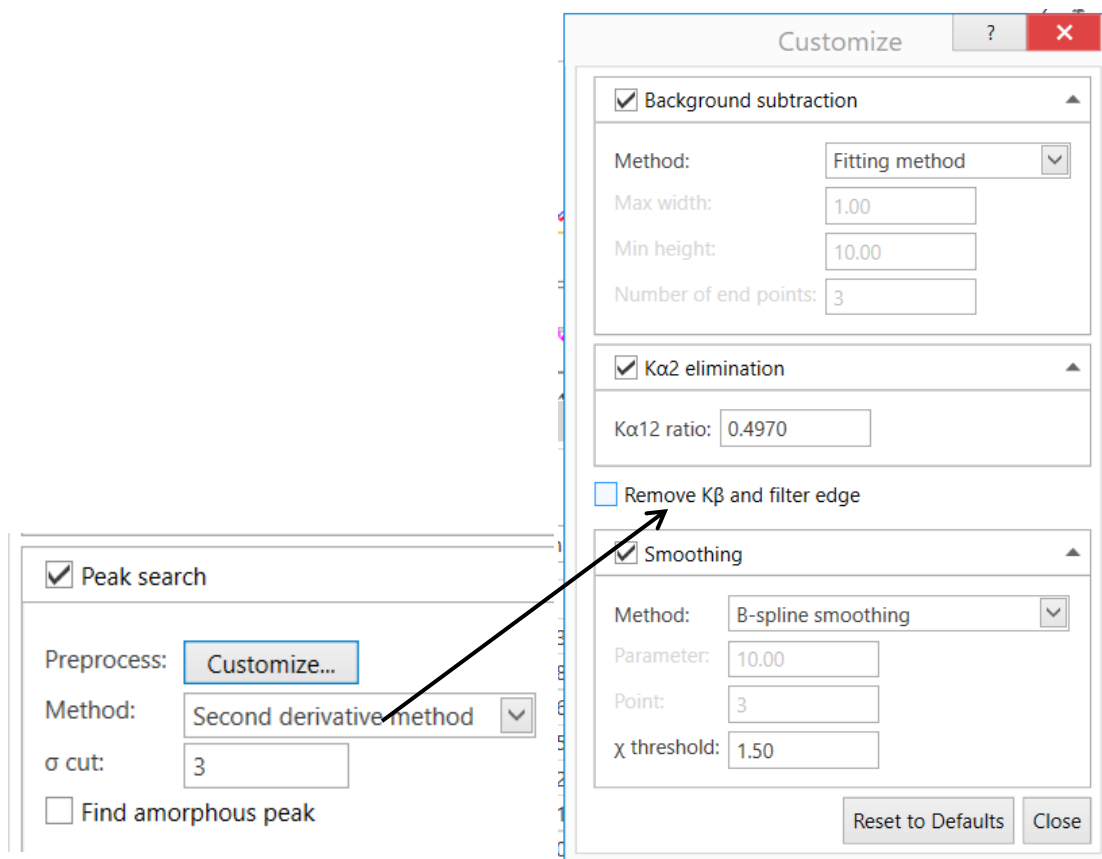 Customize
?
Background subtraction
Method: Fitting method
Max width: 1.00
Min height: 10.00
Number of end points: 3
Kα2 elimination
Kα12 ratio: 0.4970
Remove Kβ and filter edge
Smoothing
Method: B-spline smoothing
Parameter: 10.00
Point: 3
χ threshold: 1.50
Reset to Defaults Close
Peak search
Preprocess: Customize...
Method: Second derivative method
σ cut: 3
Find amorphous peak